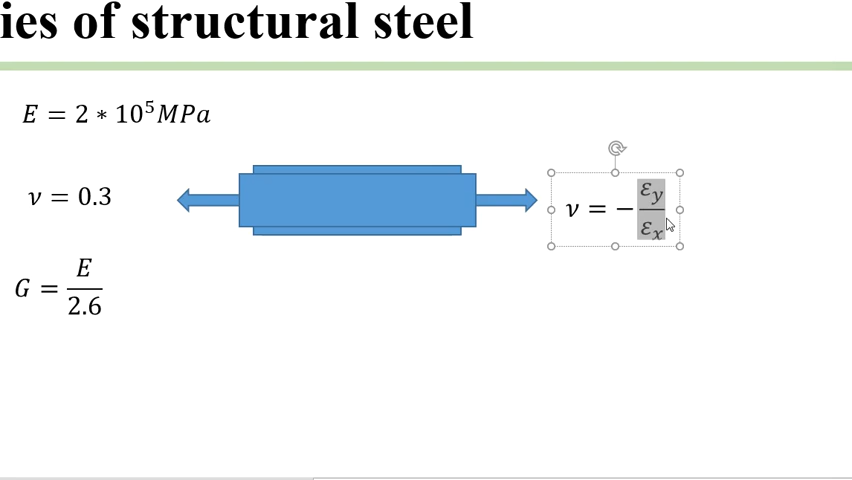 ies of structural steel
E = 2 * 10⁵MPa
ν = 0.3
ν = −εy/εx
G = E/2.6